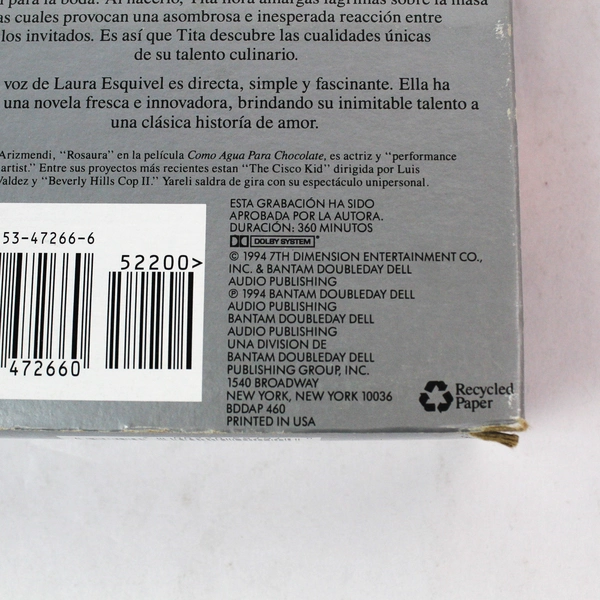 para la boda. Al hacerlo, Tita llora amargas lágrimas sobre la masa
as cuales provocan una asombrosa e inesperada reacción entre
los invitados. Es así que Tita descubre las cualidades únicas
de su talento culinario.
voz de Laura Esquivel es directa, simple y fascinante. Ella ha
una novela fresca e innovadora, brindando su inimitable talento a
una clásica historía de amor.
Arizmendi, "Rosaura" en la película Como Agua Para Chocolate, es actriz y "performance
artist." Entre sus proyectos más recientes estan "The Cisco Kid" dirigida por Luis
Valdez y "Beverly Hills Cop II." Yareli saldra de gira con su espectáculo unipersonal.
53-47266-6
52200>
472660
ESTA GRABACIÓN HA SIDO
APROBADA POR LA AUTORA.
DURACIÓN: 360 MINUTOS
DOLBY SYSTEM®
© 1994 7TH DIMENSION ENTERTAINMENT CO.,
INC. & BANTAM DOUBLEDAY DELL
AUDIO PUBLISHING
℗ 1994 BANTAM DOUBLEDAY DELL
AUDIO PUBLISHING
BANTAM DOUBLEDAY DELL
AUDIO PUBLISHING
UNA DIVISION DE
BANTAM DOUBLEDAY DELL
PUBLISHING GROUP, INC.
1540 BROADWAY
NEW YORK, NEW YORK 10036
BDDAP 460
PRINTED IN USA
Recycled
Paper